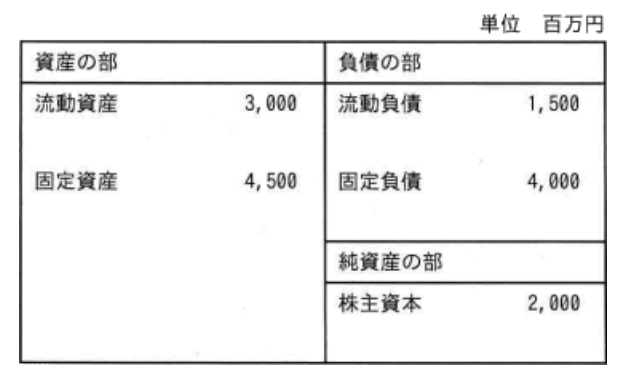 単位 百万円
資産の部 負債の部
流動資産 3,000 流動負債 1,500
固定資産 4,500 固定負債 4,000
純資産の部
株主資本 2,000